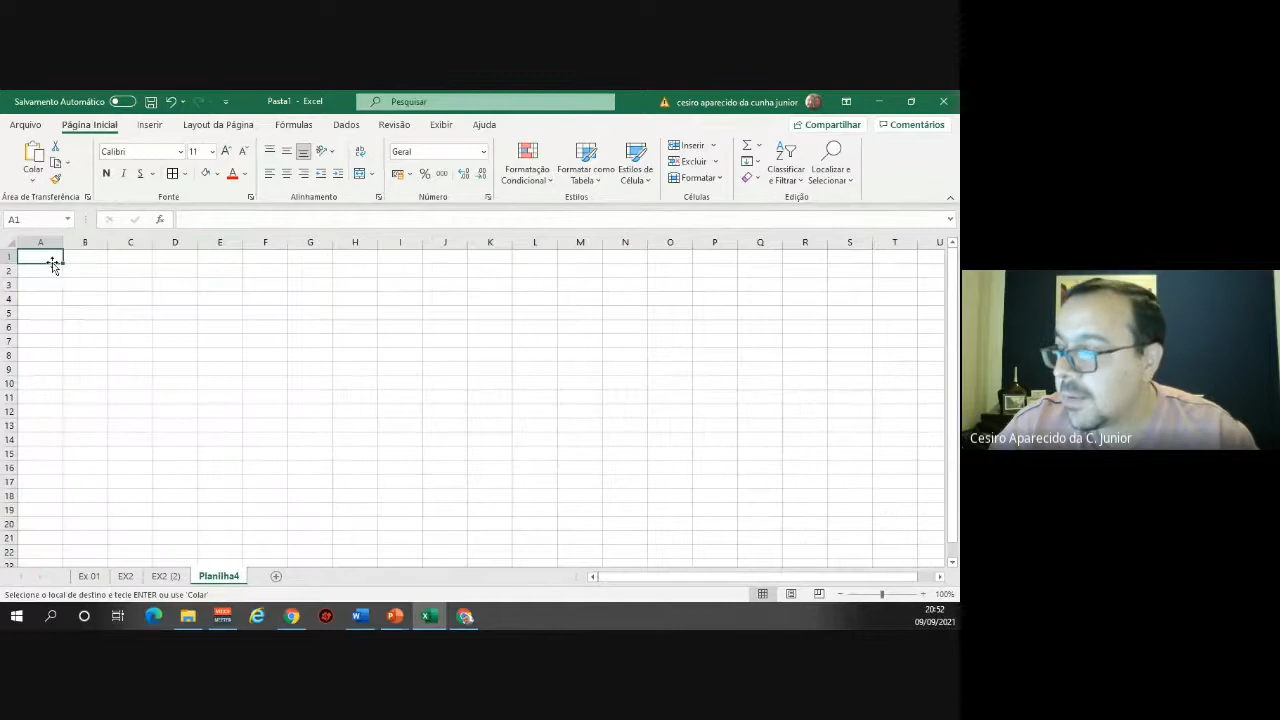 Salvamento Automático
Pasta1 - Excel
Pesquisar
cesiro aparecido da cunha junior
Arquivo Página Inicial Inserir Layout da Página Fórmulas Dados Revisão Exibir Ajuda
Compartilhar Comentários
Colar
Calibri 11
N I S
Geral
% 000
Formatação Condicional
Formatar como Tabela
Estilos de Célula
Inserir
Excluir
Formatar
Classificar e Filtrar
Localizar e Selecionar
Área de Transferência Fonte Alinhamento Número Estilos Células Edição
A1 fx
A B C D E F G H I J K L M N O P Q R S T U
1
2
3
4
5
6
7
8
9
10
11
12
13
14
15
16
17
18
19
20
21
22
23
Ex 01 EX2 EX2 (2) Planilha4
Selecione o local de destino e tecle ENTER ou use 'Colar'
100%
20:52
09/09/2021
Cesiro Aparecido da C. Junior